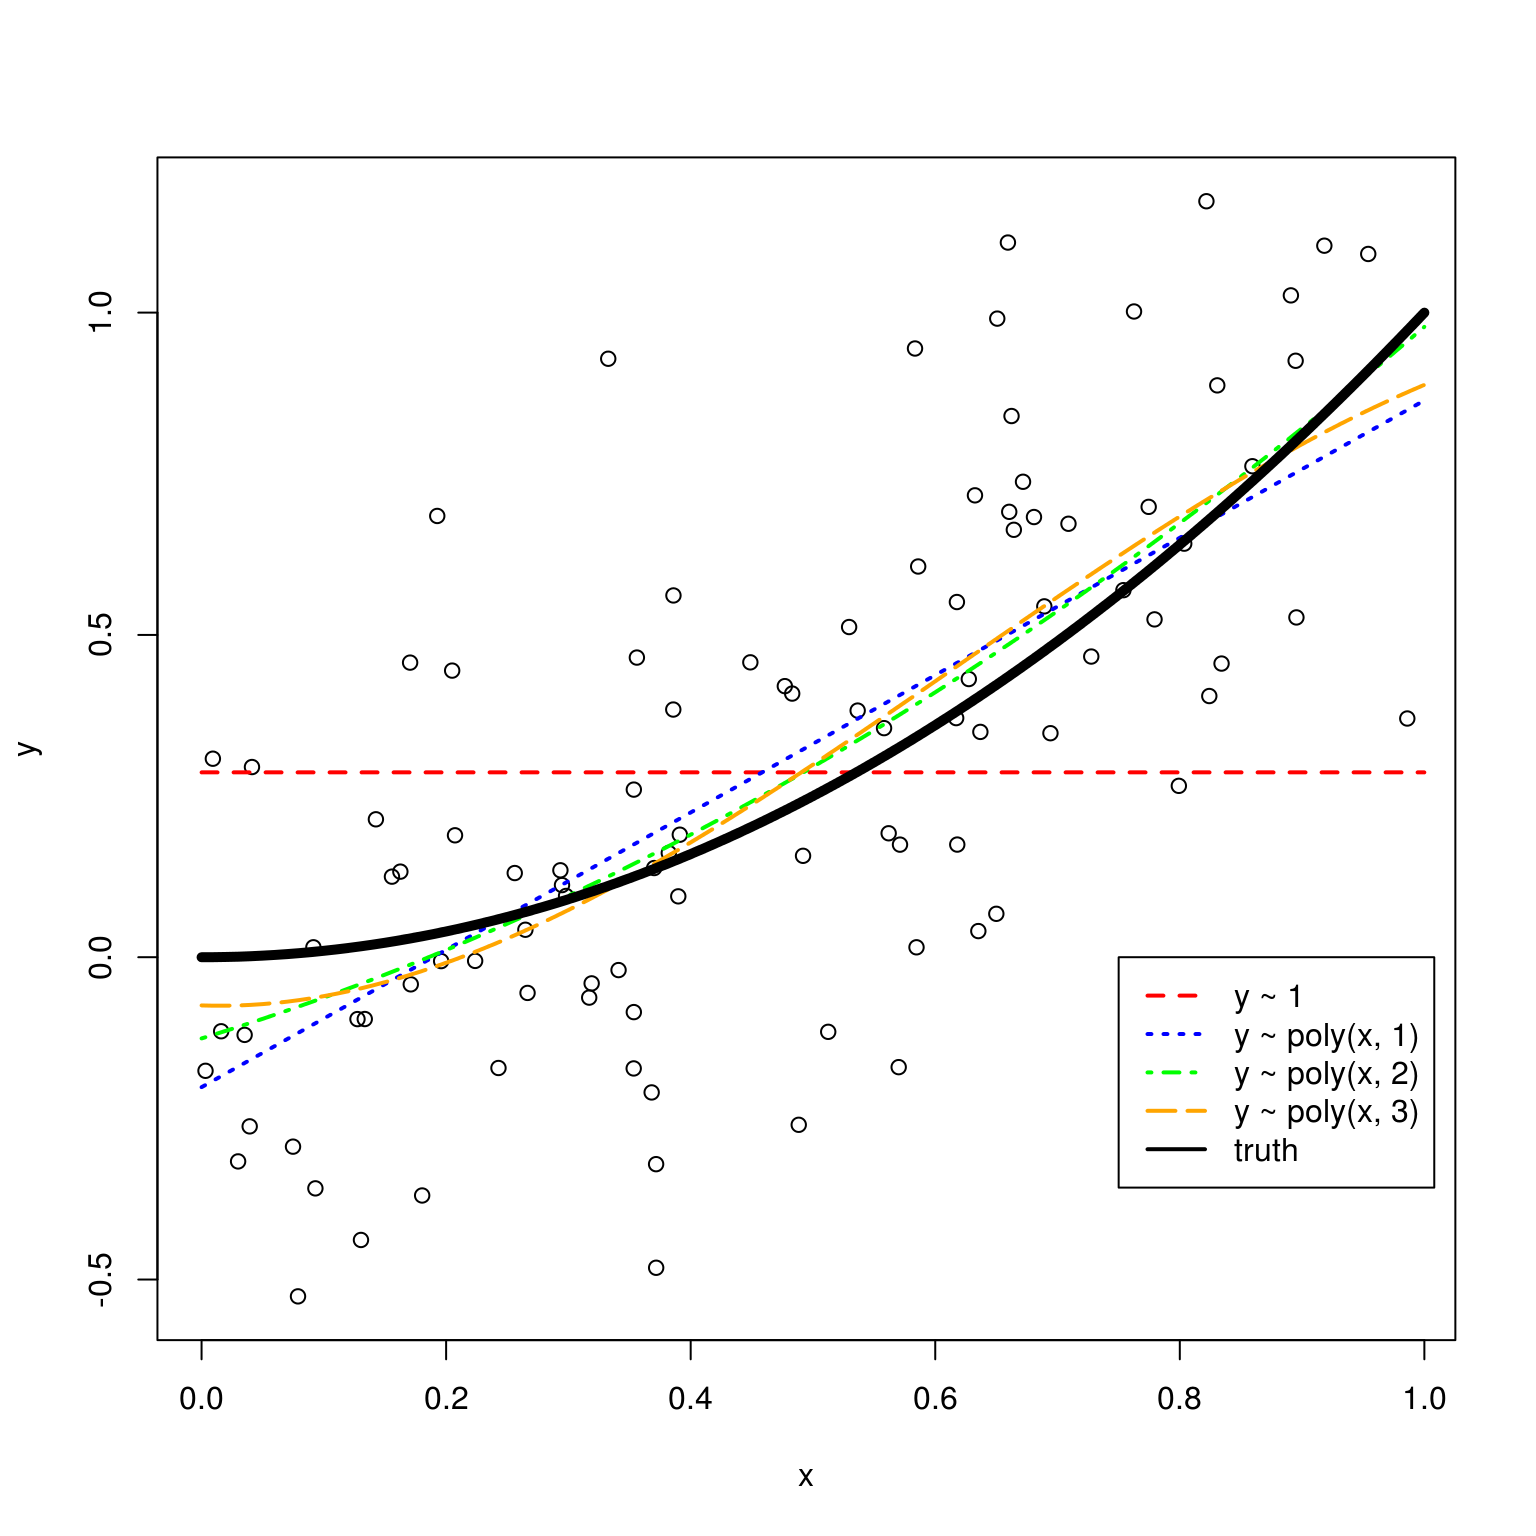 1.0
0.5
0.0
-0.5
y
y ~ 1
y ~ poly(x, 1)
y ~ poly(x, 2)
y ~ poly(x, 3)
truth
0.0 0.2 0.4 0.6 0.8 1.0
x